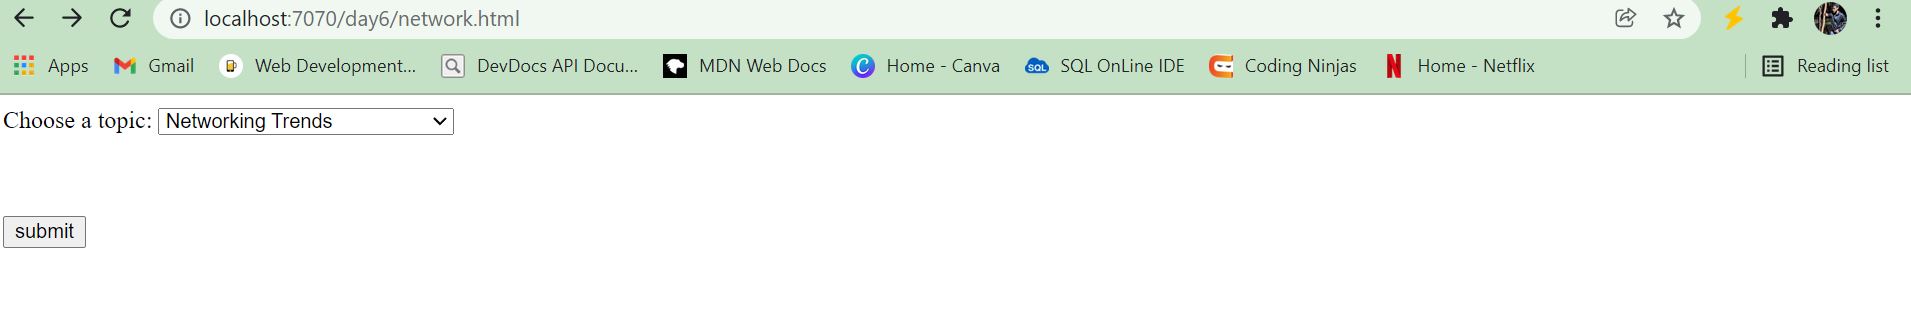 localhost:7070/day6/network.html
Apps Gmail Web Development... DevDocs API Docu... MDN Web Docs Home - Canva SQL SQL OnLine IDE Coding Ninjas Home - Netflix Reading list
Choose a topic: Networking Trends
submit